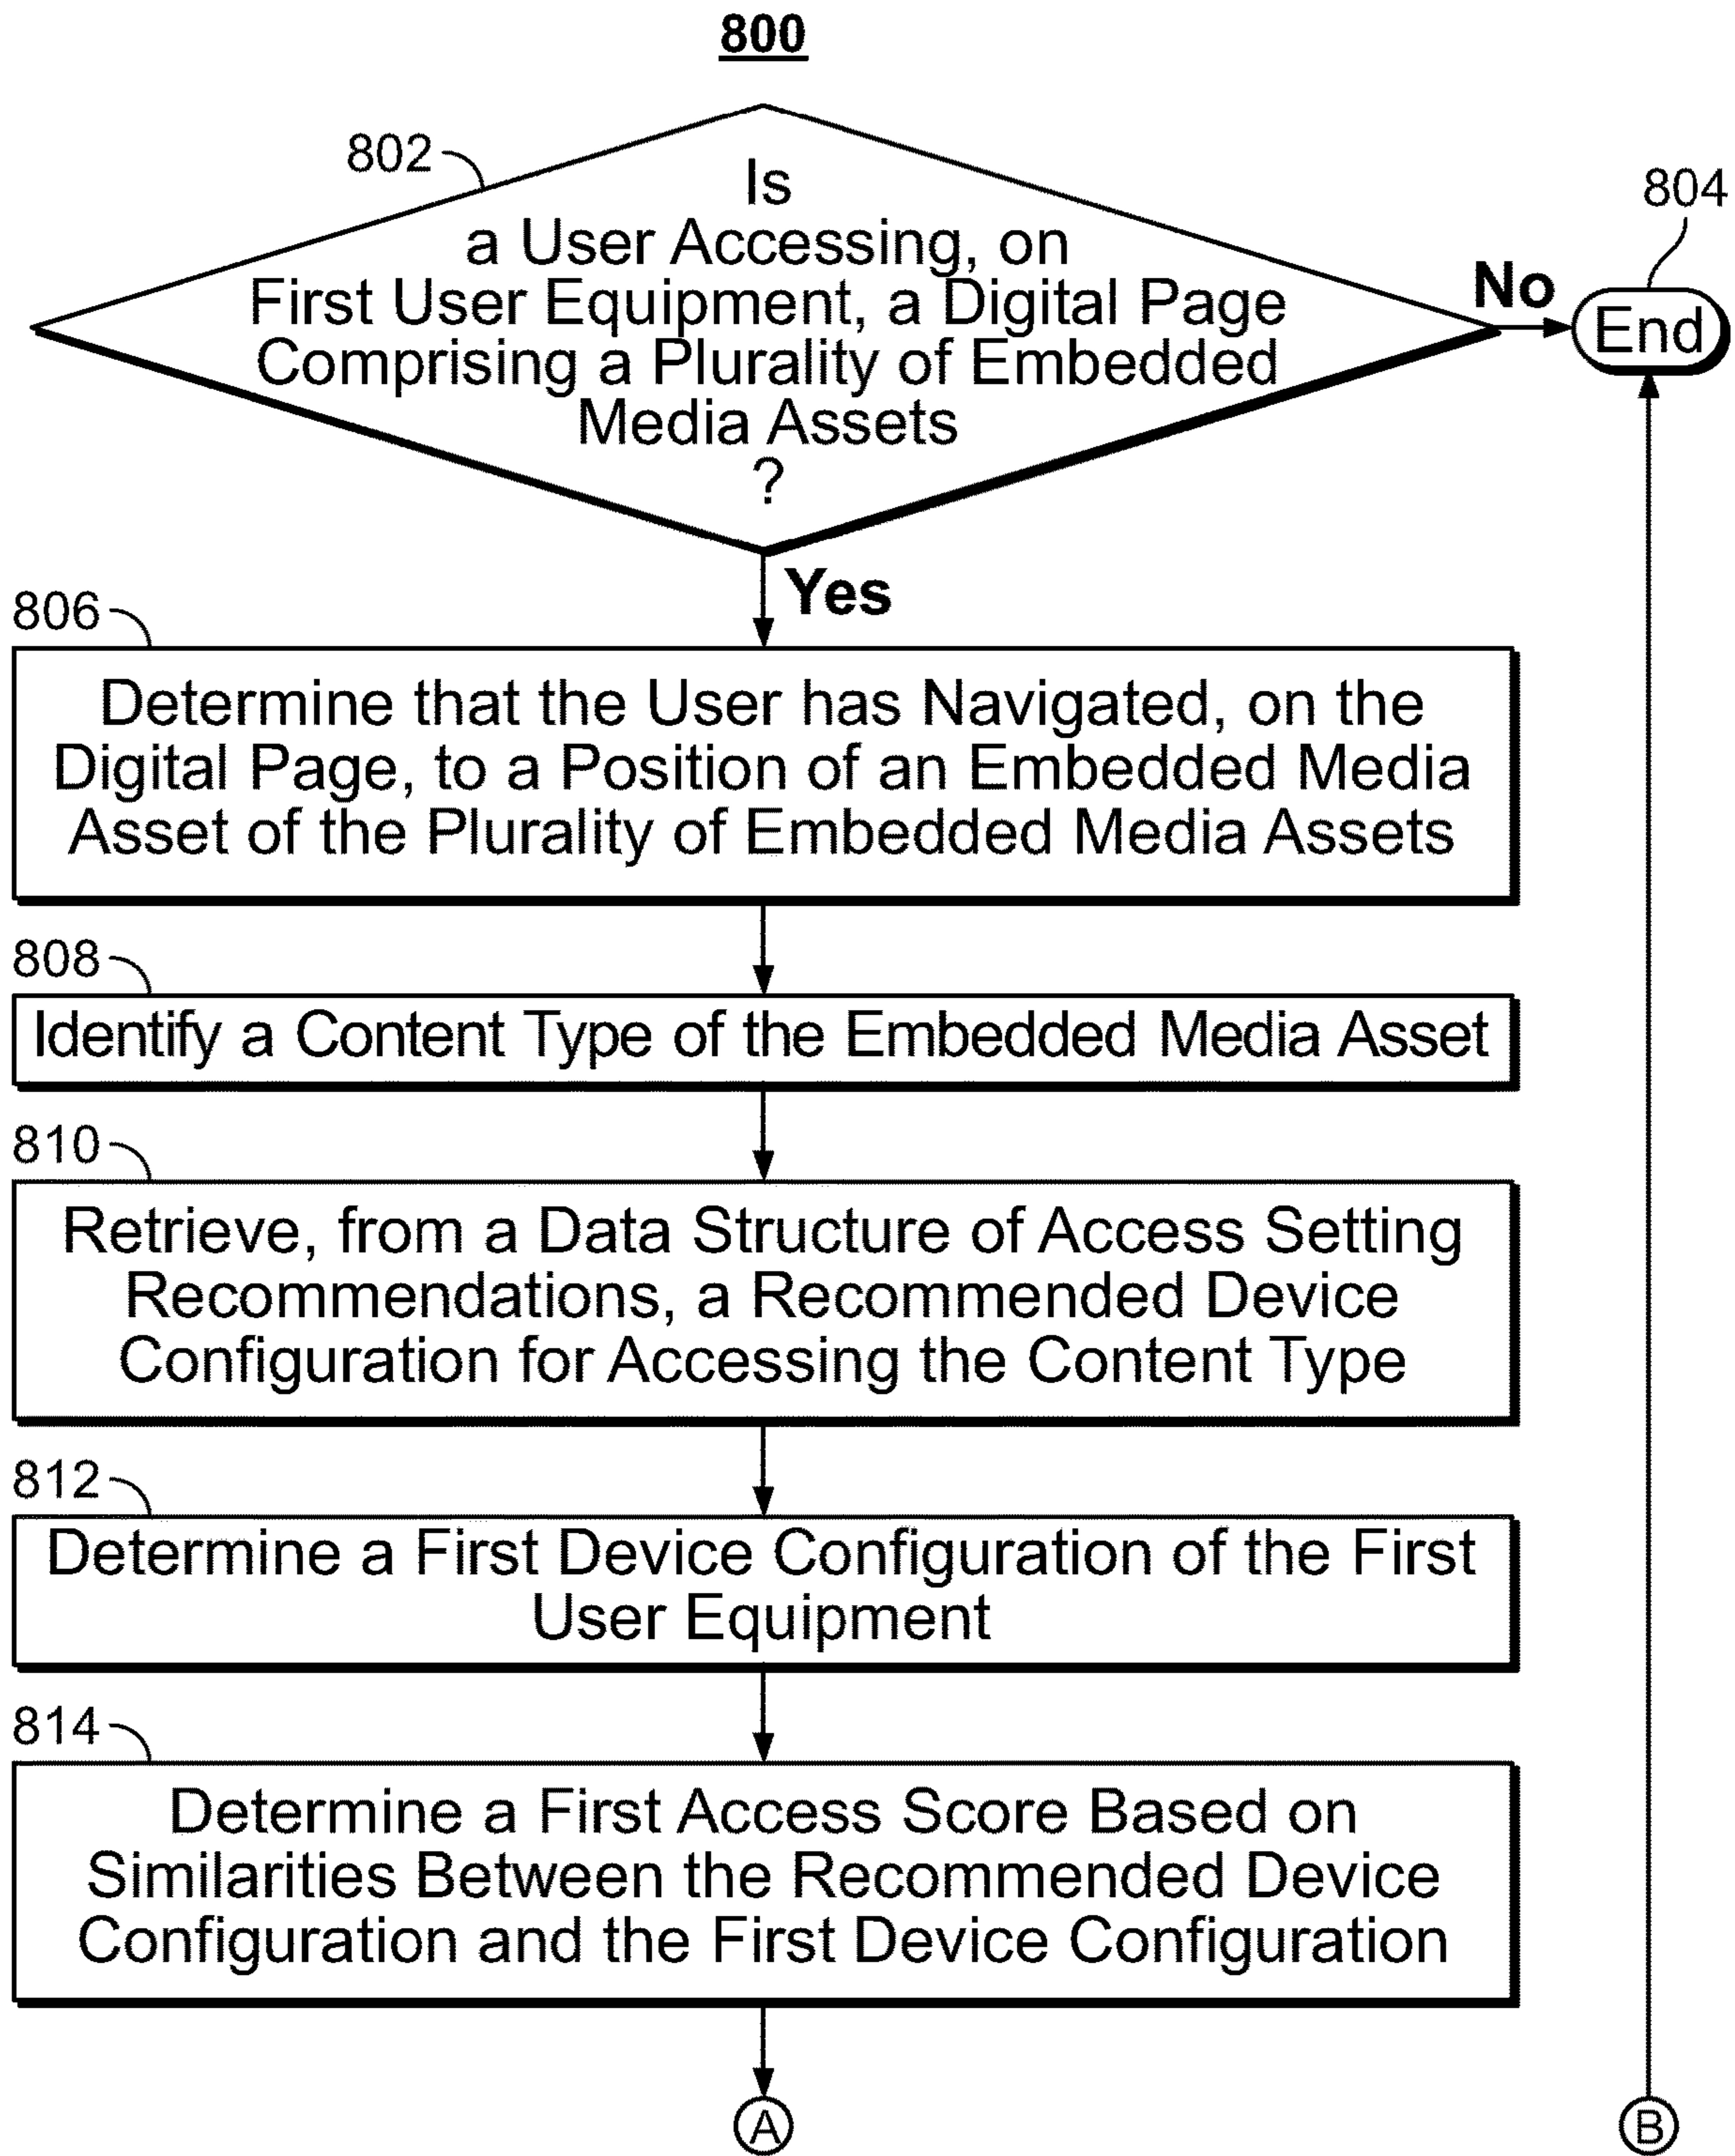 800
802
Is
a User Accessing, on
First User Equipment, a Digital Page
Comprising a Plurality of Embedded
Media Assets
?
No
804
End
Yes
806
Determine that the User has Navigated, on the
Digital Page, to a Position of an Embedded Media
Asset of the Plurality of Embedded Media Assets
808
Identify a Content Type of the Embedded Media Asset
810
Retrieve, from a Data Structure of Access Setting
Recommendations, a Recommended Device
Configuration for Accessing the Content Type
812
Determine a First Device Configuration of the First
User Equipment
814
Determine a First Access Score Based on
Similarities Between the Recommended Device
Configuration and the First Device Configuration
A
B